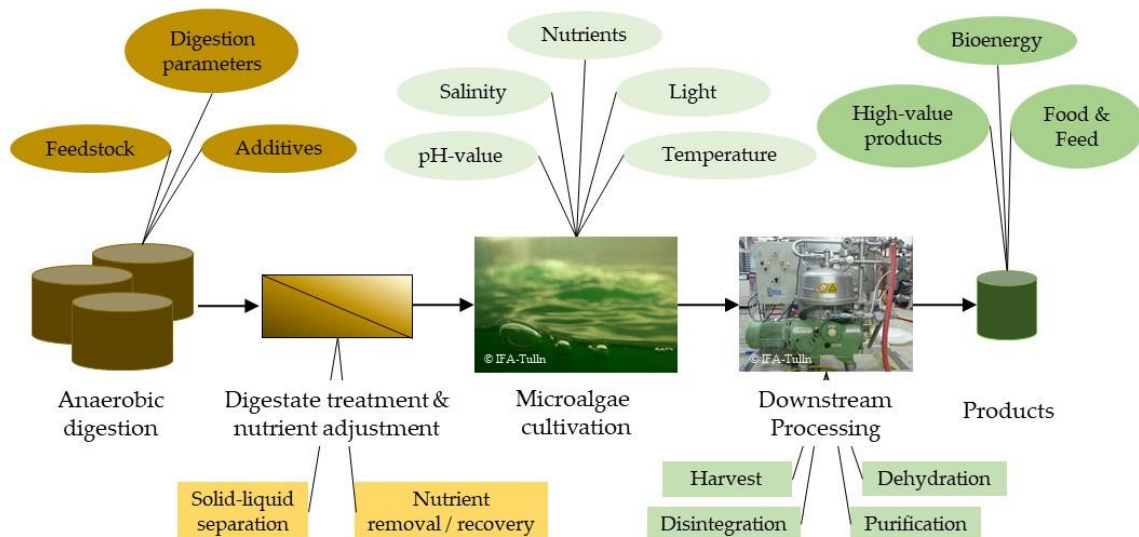 Digestion
parameters
Feedstock
Additives
Nutrients
Salinity
Light
pH-value
Temperature
Bioenergy
High-value
products
Food &
Feed
© IFA-Tulln
© IFA-Tulln
Anaerobic
digestion
Digestate treatment &
nutrient adjustment
Microalgae
cultivation
Downstream
Processing
Products
Solid-liquid
separation
Nutrient
removal / recovery
Harvest
Dehydration
Disintegration
Purification